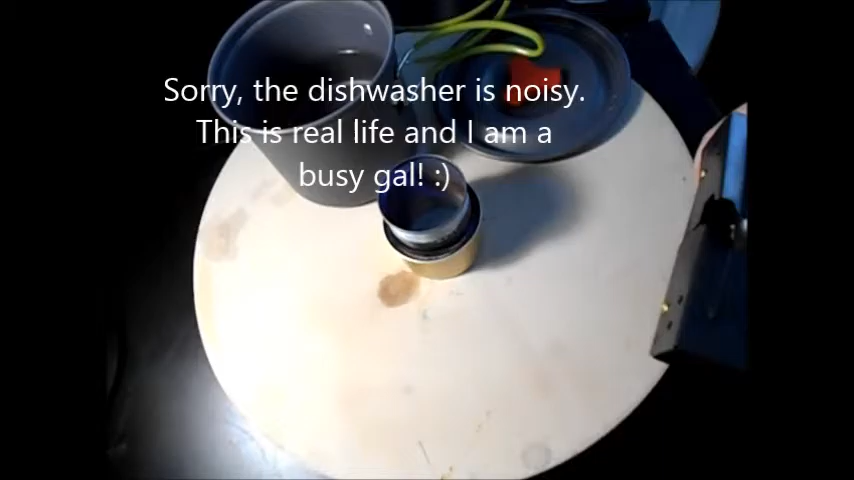 Sorry, the dishwasher is noisy.
This is real life and I am a
busy gal! :)